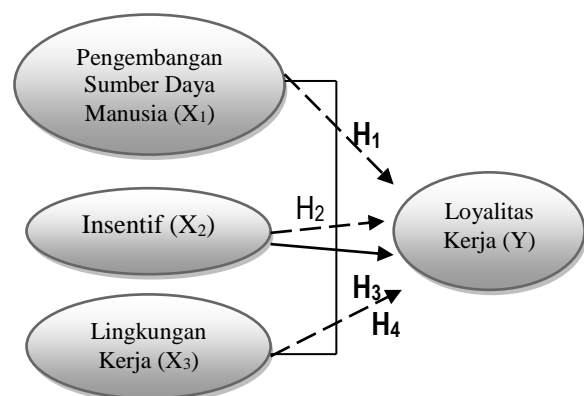 Pengembangan
Sumber Daya
Manusia (X₁)
H₁
Insentif (X₂)
H₂
Loyalitas
Kerja (Y)
H₃
H₄
Lingkungan
Kerja (X₃)